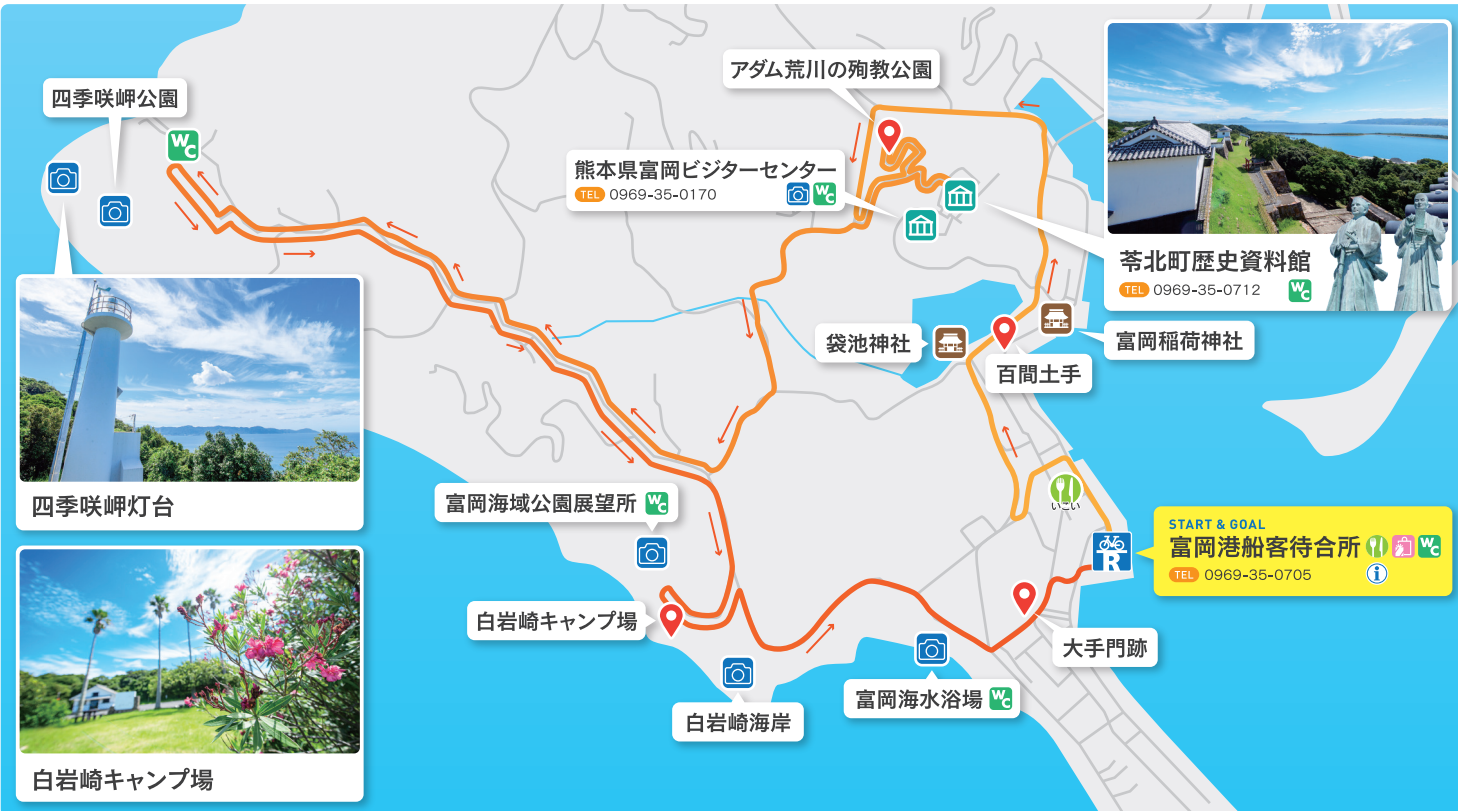 四季咲岬公園
WC
アダム荒川の殉教公園
熊本県富岡ビジターセンター
TEL 0969-35-0170
WC
苓北町歴史資料館
TEL 0969-35-0712
WC
袋池神社
百間土手
富岡稲荷神社
四季咲岬灯台
富岡海域公園展望所
WC
いこい
START & GOAL
富岡港船客待合所
WC
TEL 0969-35-0705
i
R
白岩崎キャンプ場
大手門跡
富岡海水浴場
WC
白岩崎海岸
白岩崎キャンプ場